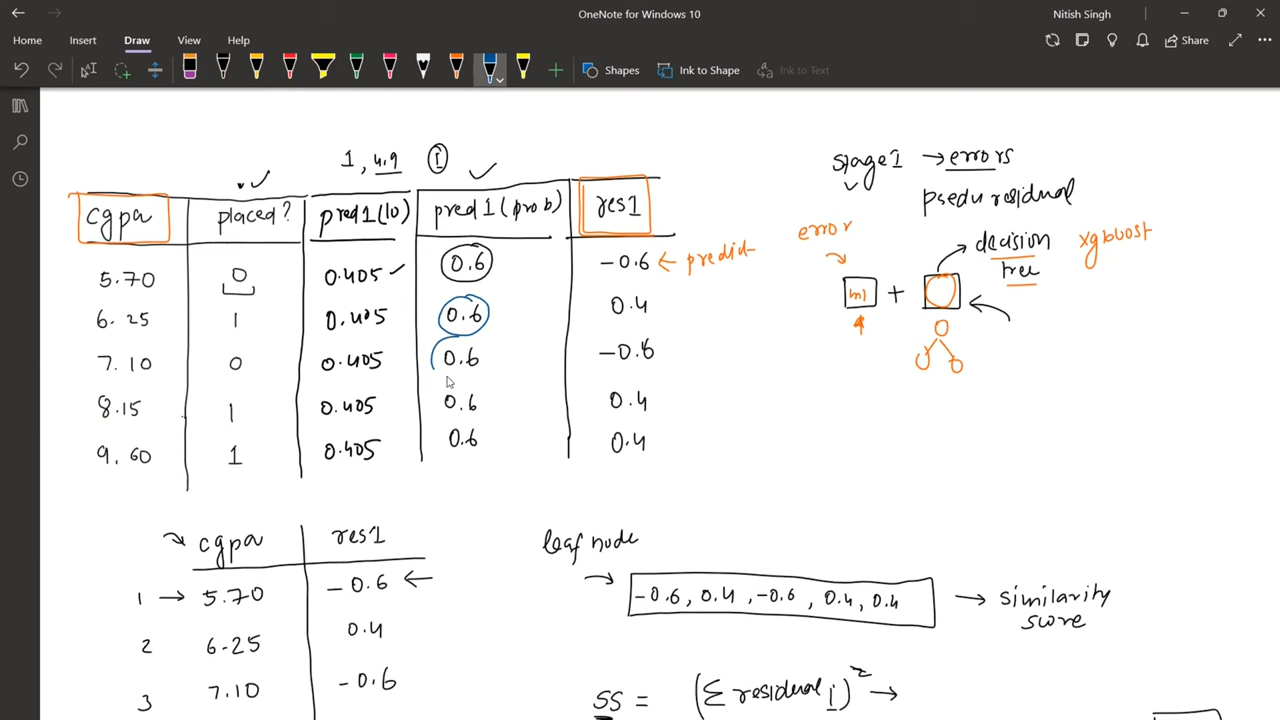 OneNote for Windows 10
Nitish Singh
Home Insert Draw View Help
Share
Shapes
Ink to Shape
Ink to Text
1, 4.9 1
cgpa placed? pred1(lo) pred1(prob) res1
5.70 0 0.405 0.6 -0.6 ← predict
6.25 1 0.405 0.6 0.4
7.10 0 0.405 0.6 -0.6
8.15 1 0.405 0.6 0.4
9.60 1 0.405 0.6 0.4
stage1 → errors
psedu residual
error
decision xgboost
tree
m1 +
cgpa res1
1 → 5.70 -0.6 ←
2 6.25 0.4
3 7.10 -0.6
leaf node
-0.6, 0.4, -0.6, 0.4, 0.4 → similarity
score
SS = (Σ residual i)² →